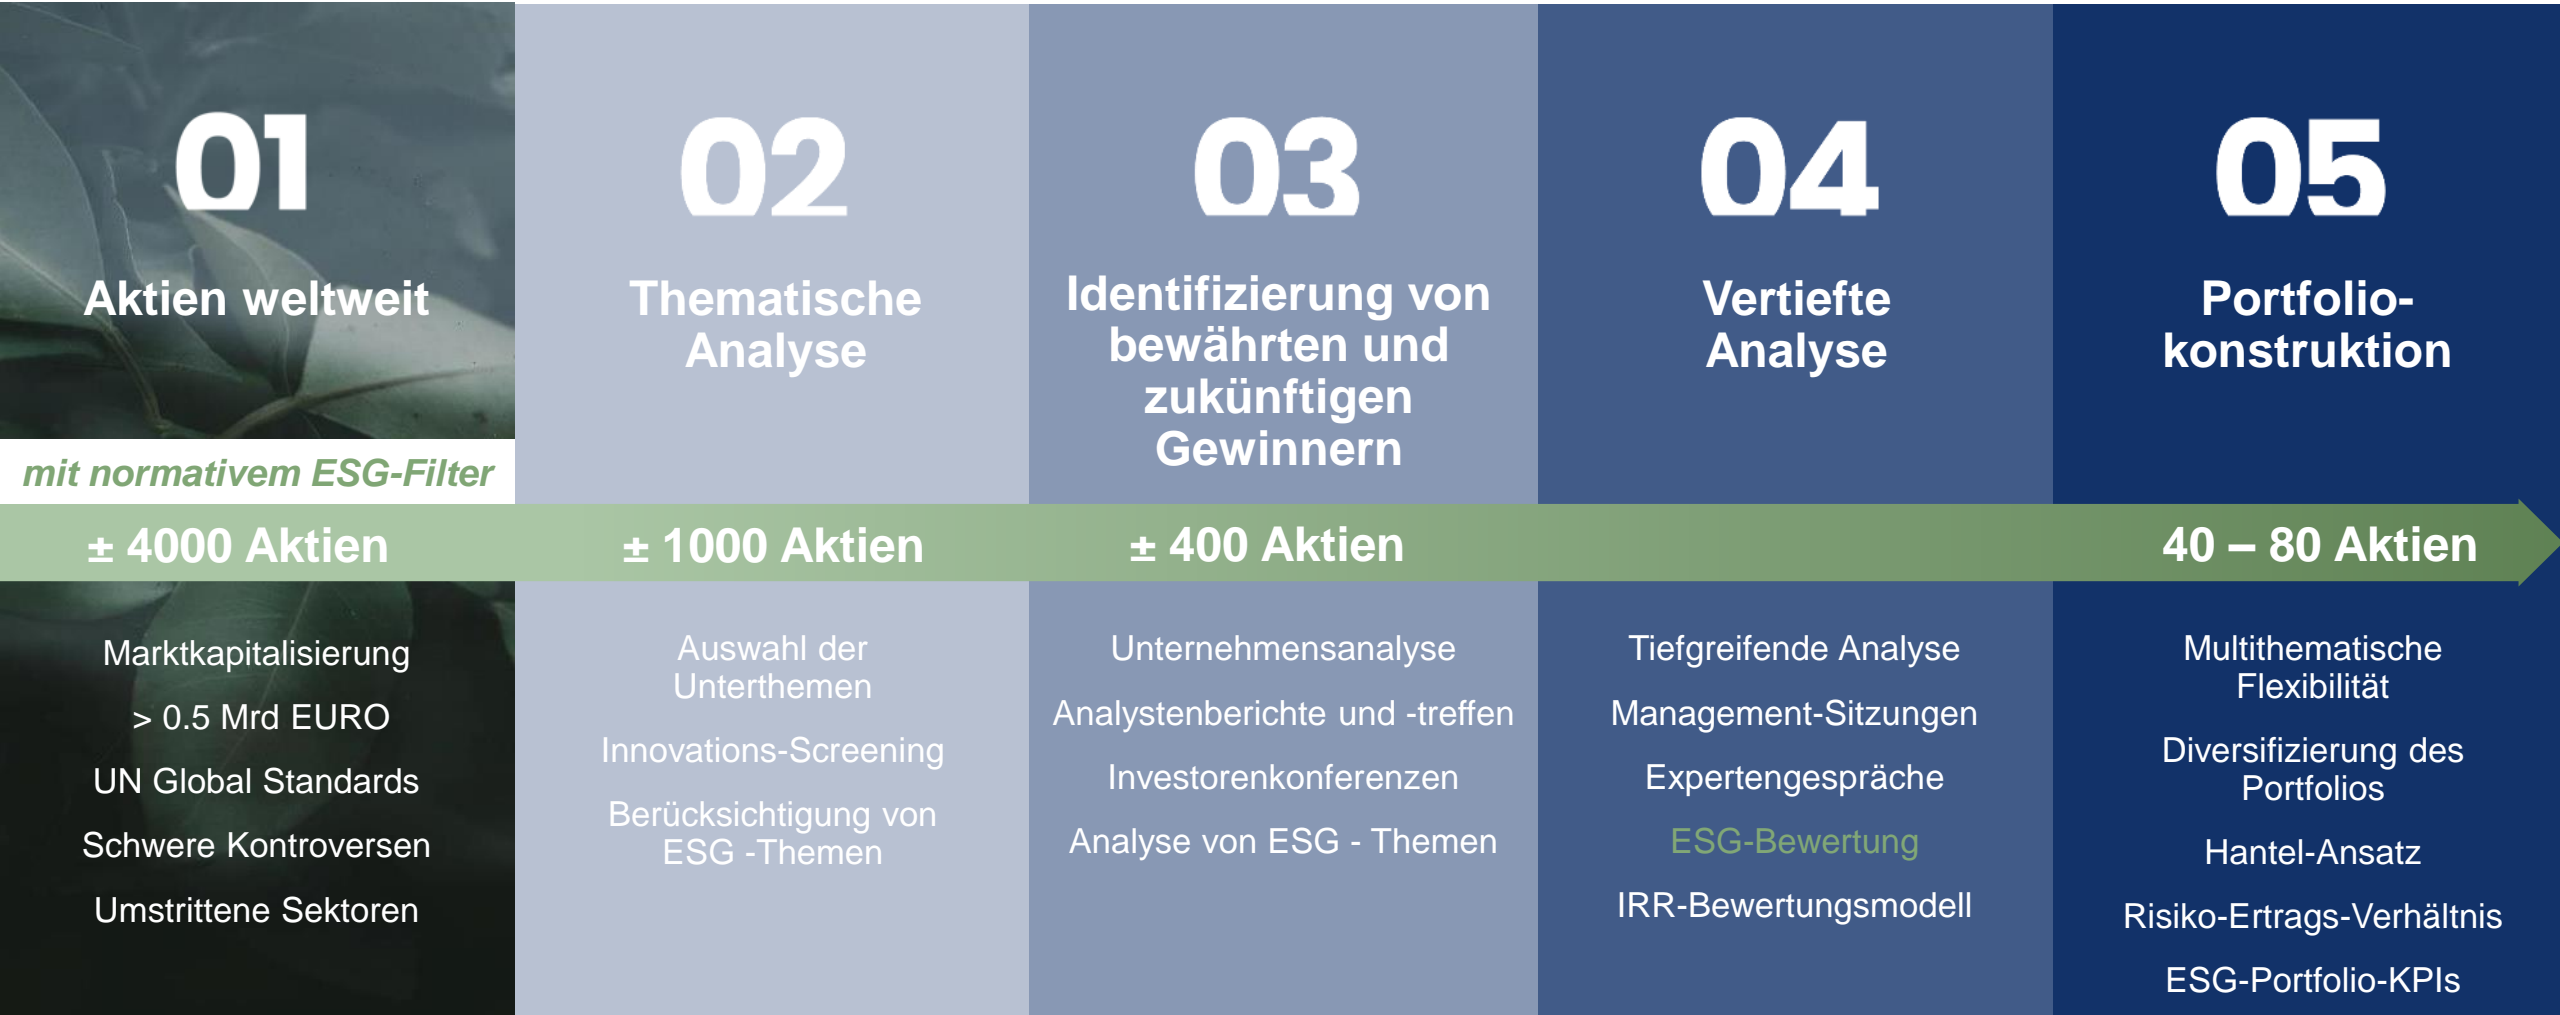 01
Aktien weltweit
mit normativem ESG-Filter
± 4000 Aktien
Marktkapitalisierung
> 0.5 Mrd EURO
UN Global Standards
Schwere Kontroversen
Umstrittene Sektoren
02
Thematische
Analyse
± 1000 Aktien
Auswahl der
Unterthemen
Innovations-Screening
Berücksichtigung von
ESG -Themen
03
Identifizierung von
bewährten und
zukünftigen
Gewinnern
± 400 Aktien
Unternehmensanalyse
Analystenberichte und -treffen
Investorenkonferenzen
Analyse von ESG - Themen
04
Vertiefte
Analyse
Tiefgreifende Analyse
Management-Sitzungen
Expertengespräche
ESG-Bewertung
IRR-Bewertungsmodell
05
Portfolio-
konstruktion
40 – 80 Aktien
Multithematische
Flexibilität
Diversifizierung des
Portfolios
Hantel-Ansatz
Risiko-Ertrags-Verhältnis
ESG-Portfolio-KPIs